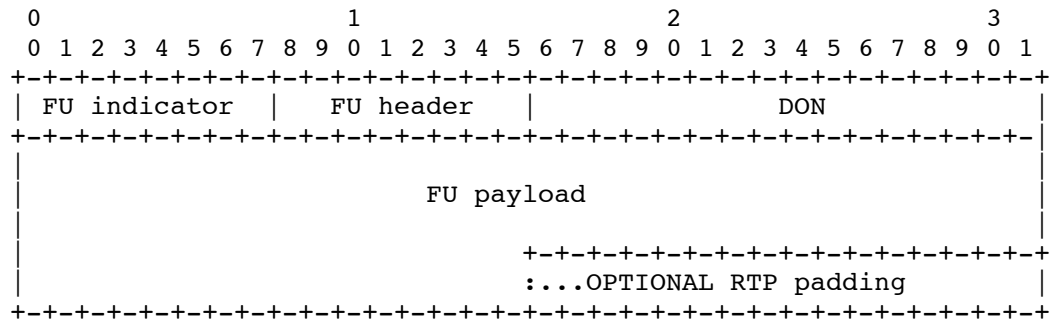 0                   1                   2                   3
 0 1 2 3 4 5 6 7 8 9 0 1 2 3 4 5 6 7 8 9 0 1 2 3 4 5 6 7 8 9 0 1
+-+-+-+-+-+-+-+-+-+-+-+-+-+-+-+-+-+-+-+-+-+-+-+-+-+-+-+-+-+-+-+-+
| FU indicator  |   FU header   |               DON             |
+-+-+-+-+-+-+-+-+-+-+-+-+-+-+-+-+-+-+-+-+-+-+-+-+-+-+-+-+-+-+-+-|
|                                                               |
|                         FU payload                            |
|                                                               |
|                               +-+-+-+-+-+-+-+-+-+-+-+-+-+-+-+-+
|                               :...OPTIONAL RTP padding        |
+-+-+-+-+-+-+-+-+-+-+-+-+-+-+-+-+-+-+-+-+-+-+-+-+-+-+-+-+-+-+-+-+